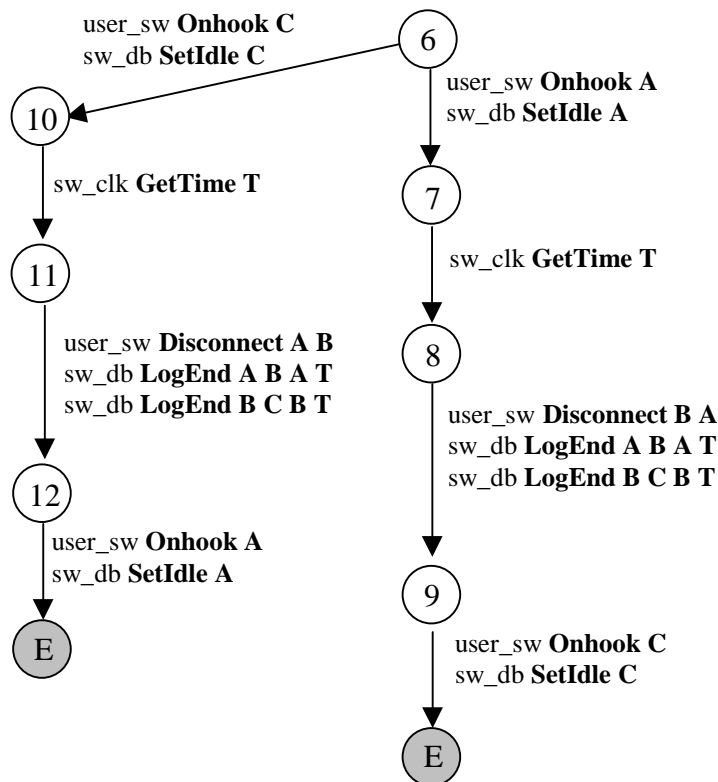 user_sw Onhook C
sw_db SetIdle C
6
user_sw Onhook A
sw_db SetIdle A
10
sw_clk GetTime T
7
11
sw_clk GetTime T
user_sw Disconnect A B
sw_db LogEnd A B A T
sw_db LogEnd B C B T
8
user_sw Disconnect B A
sw_db LogEnd A B A T
sw_db LogEnd B C B T
12
user_sw Onhook A
sw_db SetIdle A
9
E
user_sw Onhook C
sw_db SetIdle C
E